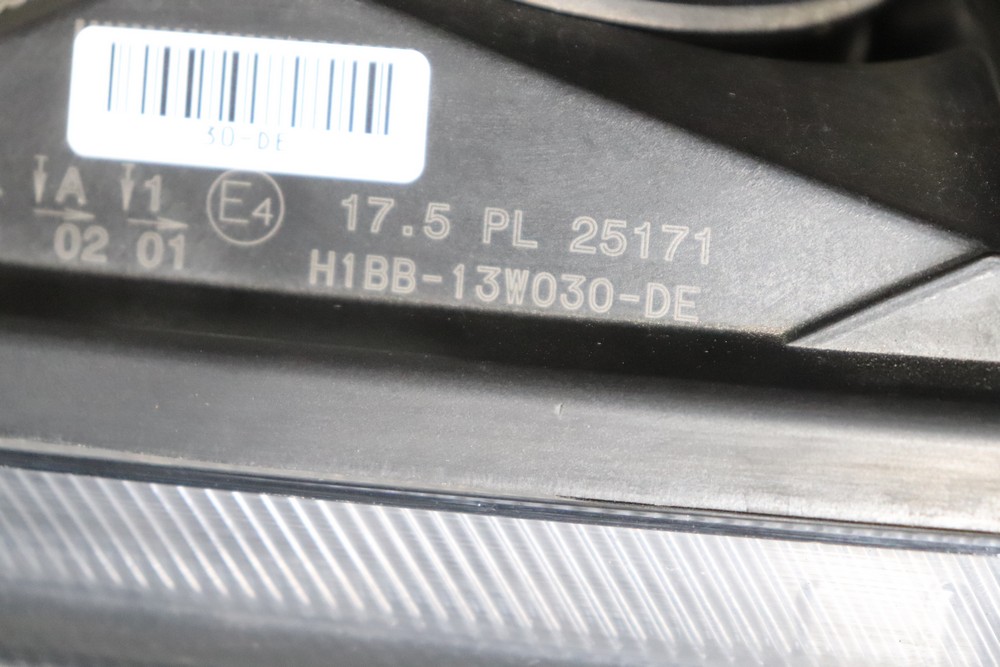 30-DE
A 1 E4 17.5 PL 25171
02 01 H1BB-13W030-DE